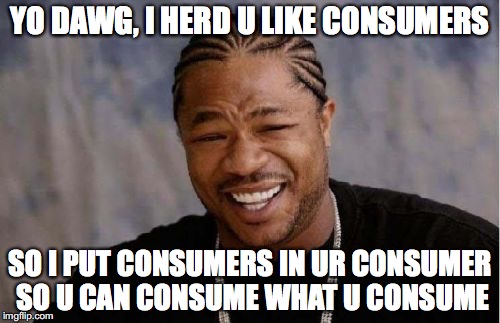 YO DAWG, I HERD U LIKE CONSUMERS
SO I PUT CONSUMERS IN UR CONSUMER
SO U CAN CONSUME WHAT U CONSUME
imgflip.com